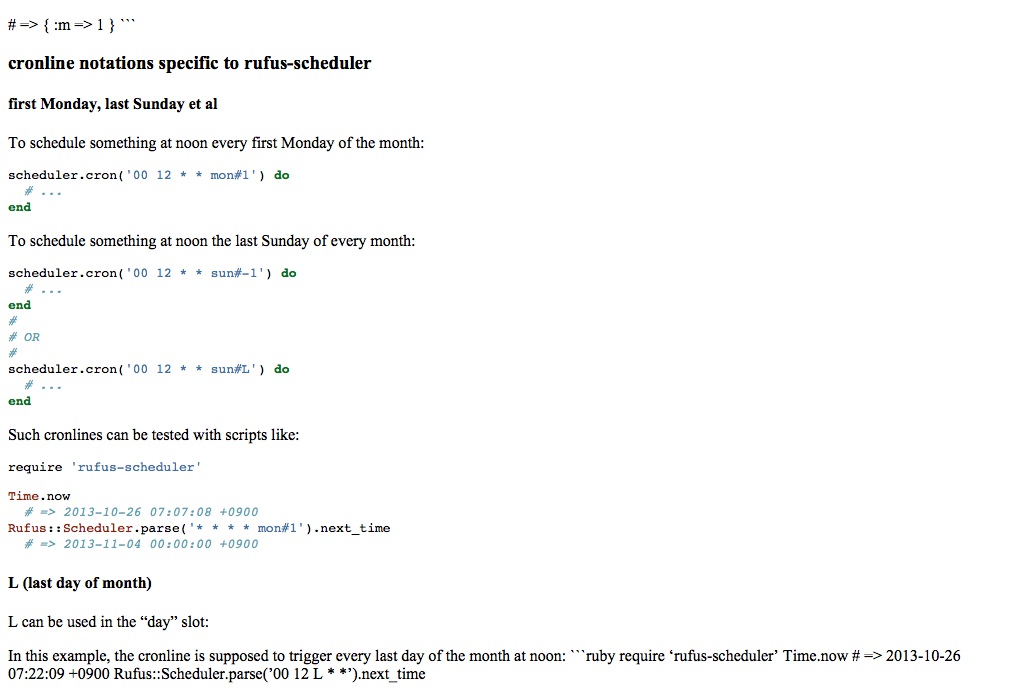 # => { :m => 1 } ```
cronline notations specific to rufus-scheduler
first Monday, last Sunday et al
To schedule something at noon every first Monday of the month:
scheduler.cron('00 12 * * mon#1') do
  # ...
end
To schedule something at noon the last Sunday of every month:
scheduler.cron('00 12 * * sun#-1') do
  # ...
end
#
# OR
#
scheduler.cron('00 12 * * sun#L') do
  # ...
end
Such cronlines can be tested with scripts like:
require 'rufus-scheduler'
Time.now
  # => 2013-10-26 07:07:08 +0900
Rufus::Scheduler.parse('* * * * mon#1').next_time
  # => 2013-11-04 00:00:00 +0900
L (last day of month)
L can be used in the “day” slot:
In this example, the cronline is supposed to trigger every last day of the month at noon: ```ruby require ‘rufus-scheduler’ Time.now # => 2013-10-26
07:22:09 +0900 Rufus::Scheduler.parse(’00 12 L * *’).next_time